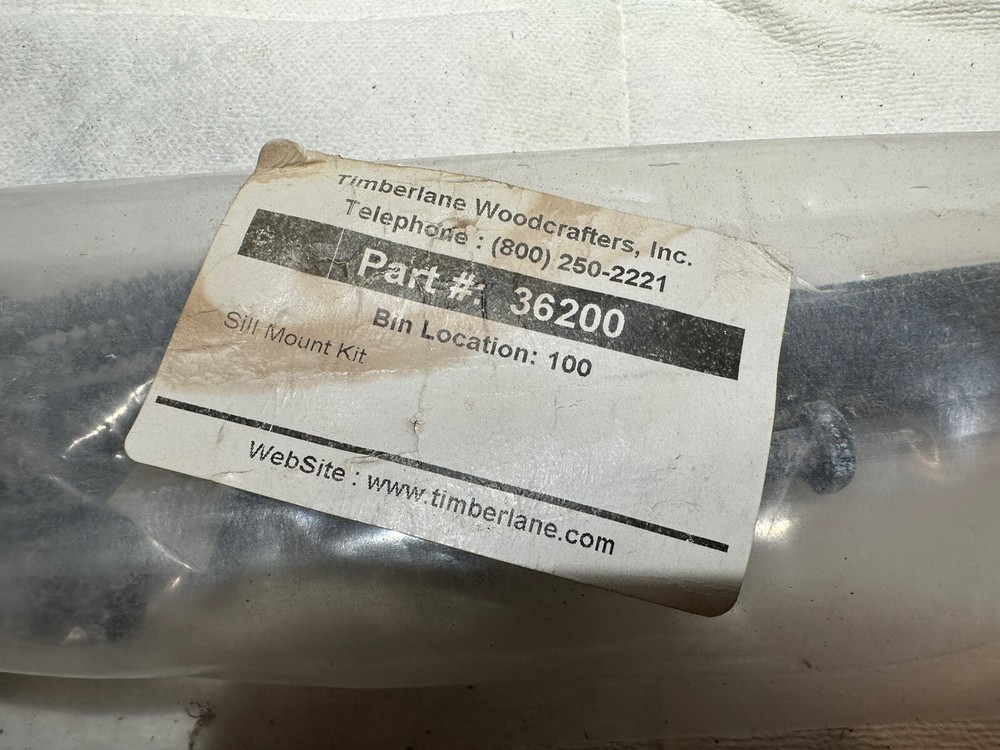 Timberlane Woodcrafters, Inc.
Telephone : (800) 250-2221
Part #: 36200
Bin Location: 100
Sill Mount Kit
WebSite : www.timberlane.com